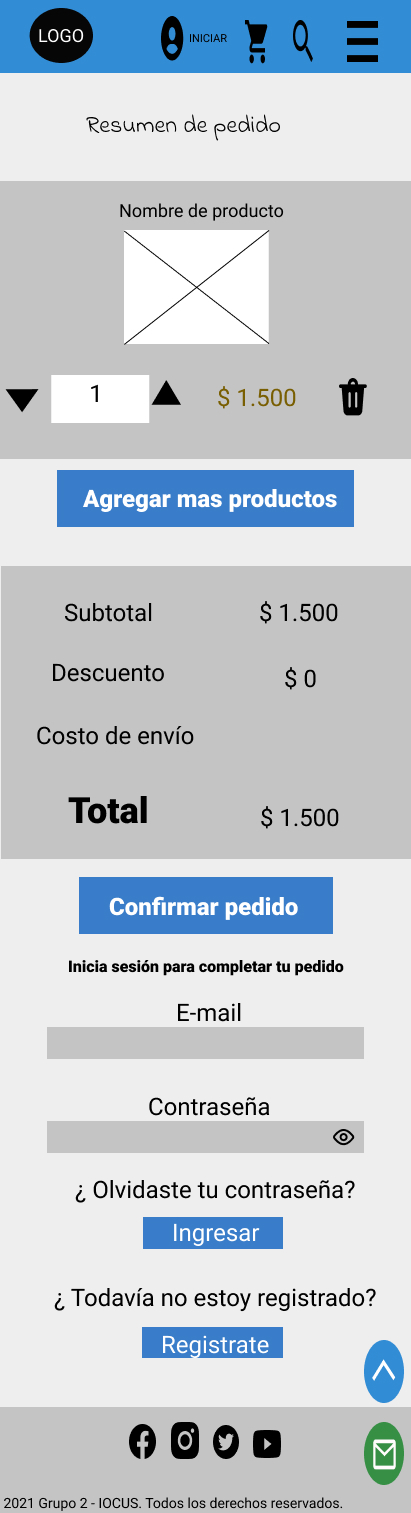 LOGO
INICIAR
Resumen de pedido
Nombre de producto
1
$ 1.500
Agregar mas productos
Subtotal $ 1.500
Descuento $ 0
Costo de envío
Total $ 1.500
Confirmar pedido
Inicia sesión para completar tu pedido
E-mail
Contraseña
¿ Olvidaste tu contraseña?
Ingresar
¿ Todavía no estoy registrado?
Registrate
2021 Grupo 2 - IOCUS. Todos los derechos reservados.